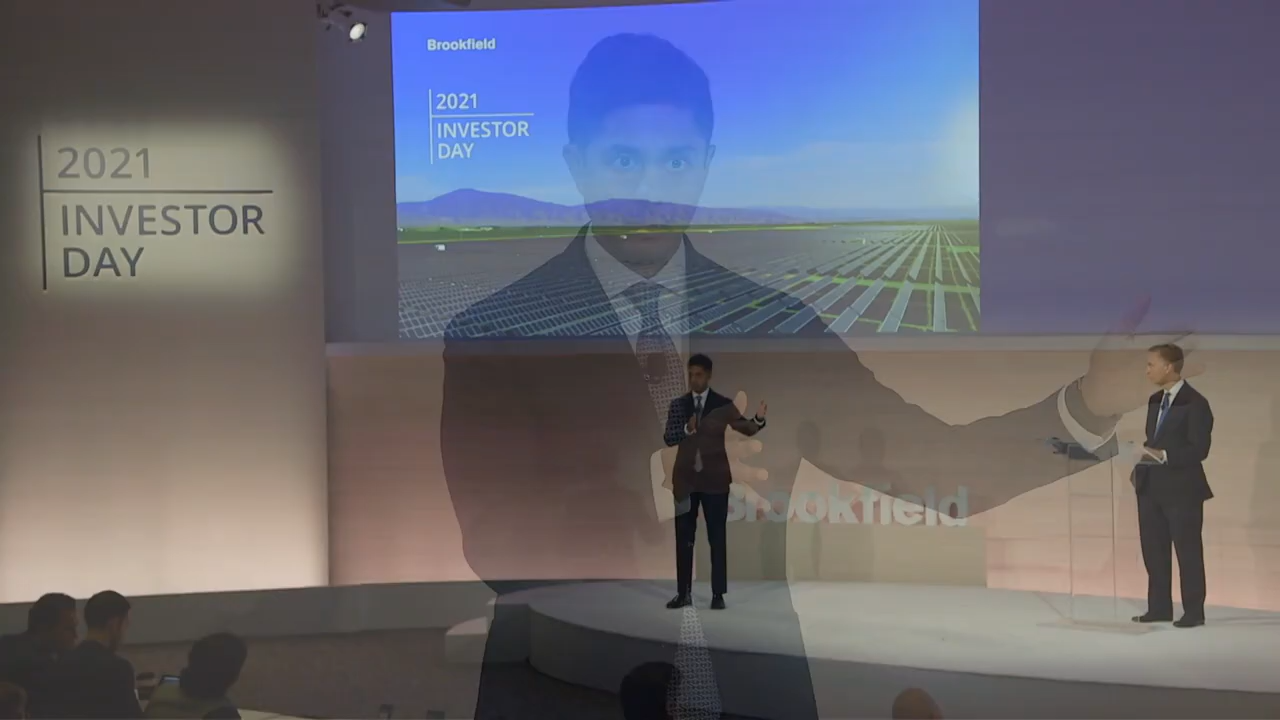 2021
INVESTOR
DAY
Brookfield
2021
INVESTOR
DAY
Brookfield